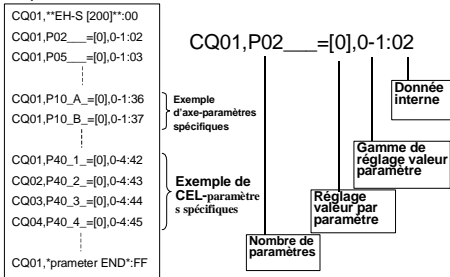 CQ01,**EH-S [200]**:00
CQ01,P02___=[0],0-1:02
CQ01,P05___=[0],0-1:03
CQ01,P10_A_=[0],0-1:36
CQ01,P10_B_=[0],0-1:37
CQ01,P40_1_=[0],0-4:42
CQ02,P40_2_=[0],0-4:43
CQ03,P40_3_=[0],0-4:44
CQ04,P40_4_=[0],0-4:45
CQ01,*prameter END*:FF
Exemple
d'axe-paramètres
spécifiques
Exemple de
CEL-paramètre
s spécifiques
CQ01,P02___=[0],0-1:02
Donnée
interne
Gamme de
réglage valeur
paramètre
Réglage
valeur par
paramétre
Nombre de
paramètres